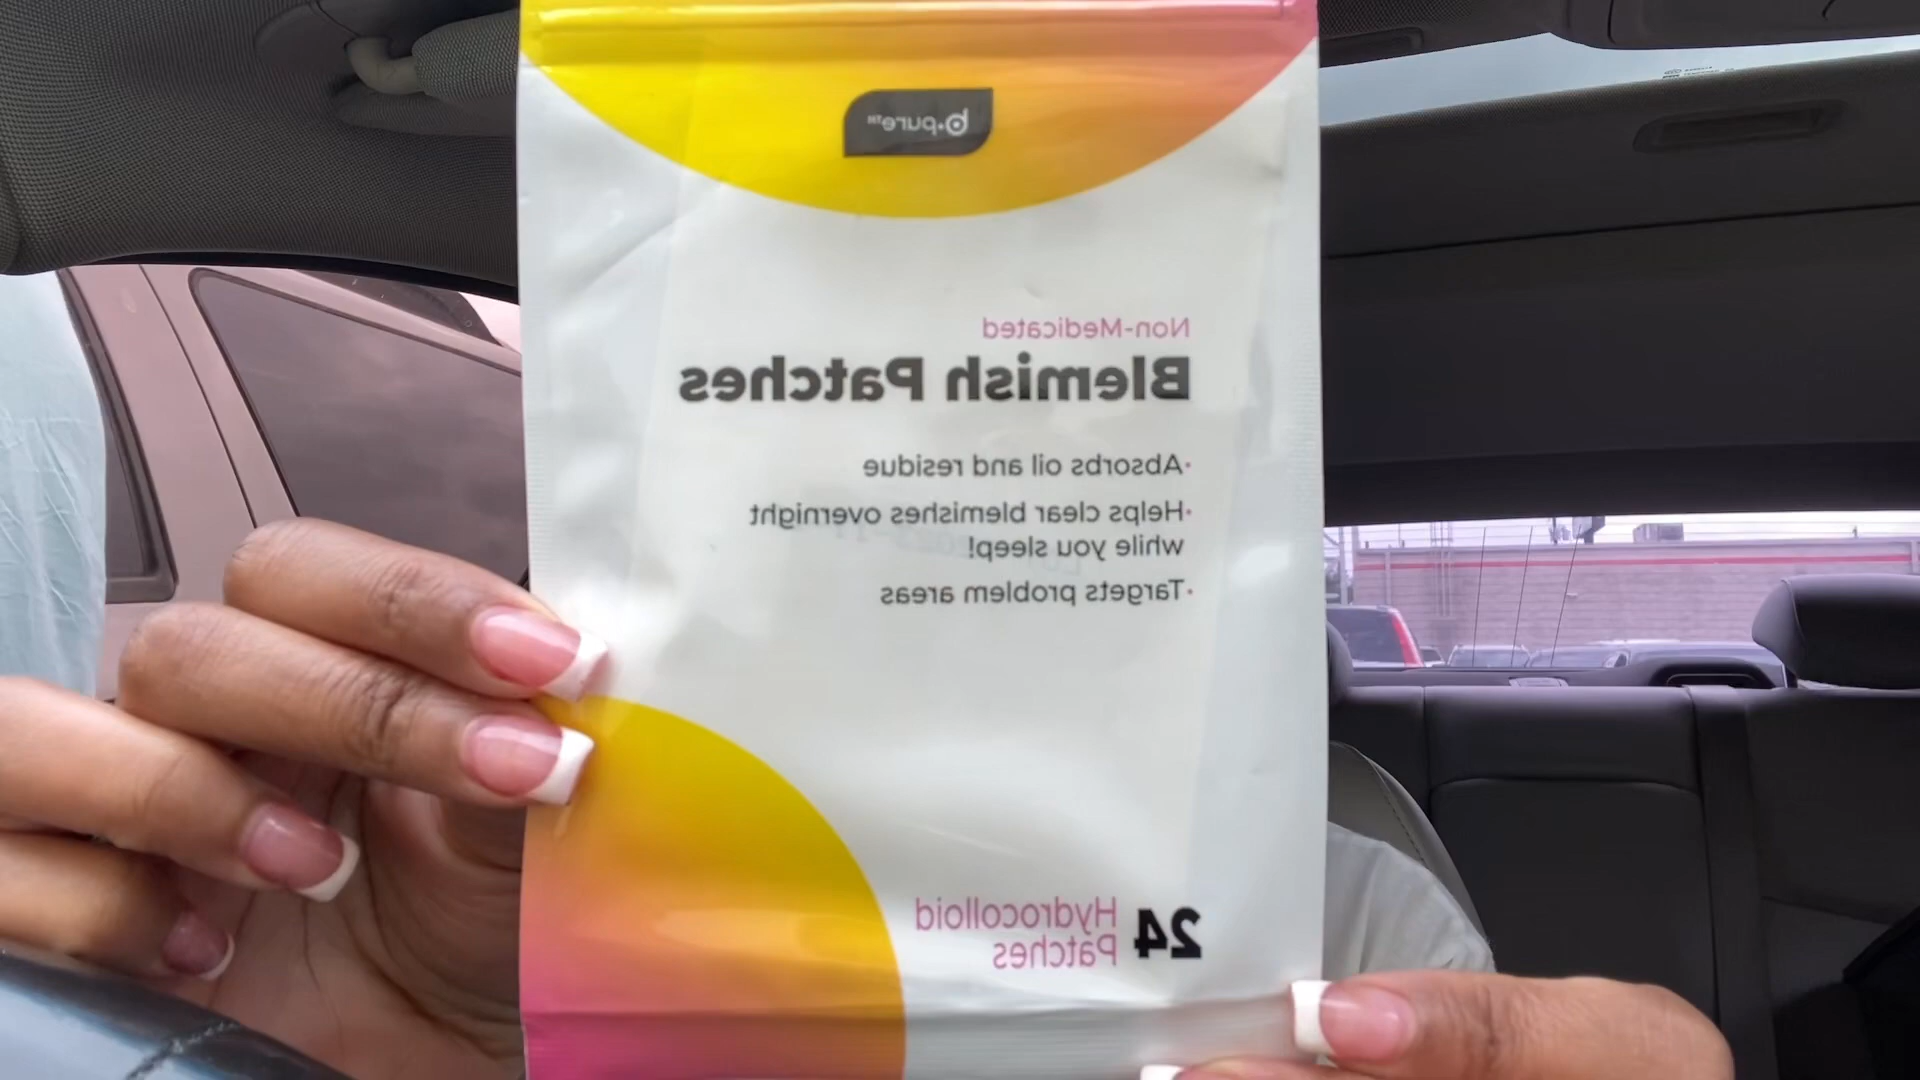 b.pure™
Non-Medicated
Blemish Patches
·Absorbs oil and residue
·Helps clear blemishes overnight
while you sleep!
·Targets problem areas
24 Hydrocolloid
Patches